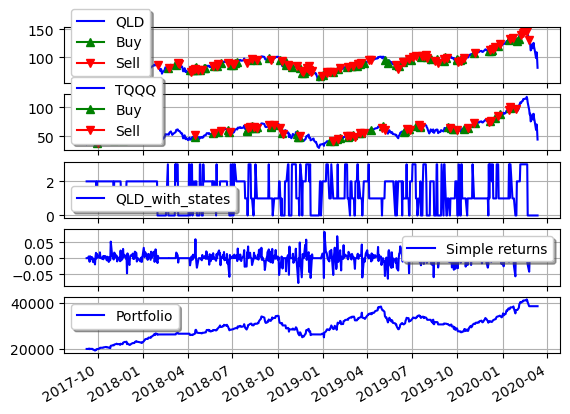 150
100
QLD
Buy
Sell
100
50
TQQQ
Buy
Sell
2
0
QLD_with_states
0.05
0.00
−0.05
Simple returns
40000
20000
Portfolio
2017-10
2018-01
2018-04
2018-07
2018-10
2019-01
2019-04
2019-07
2019-10
2020-01
2020-04